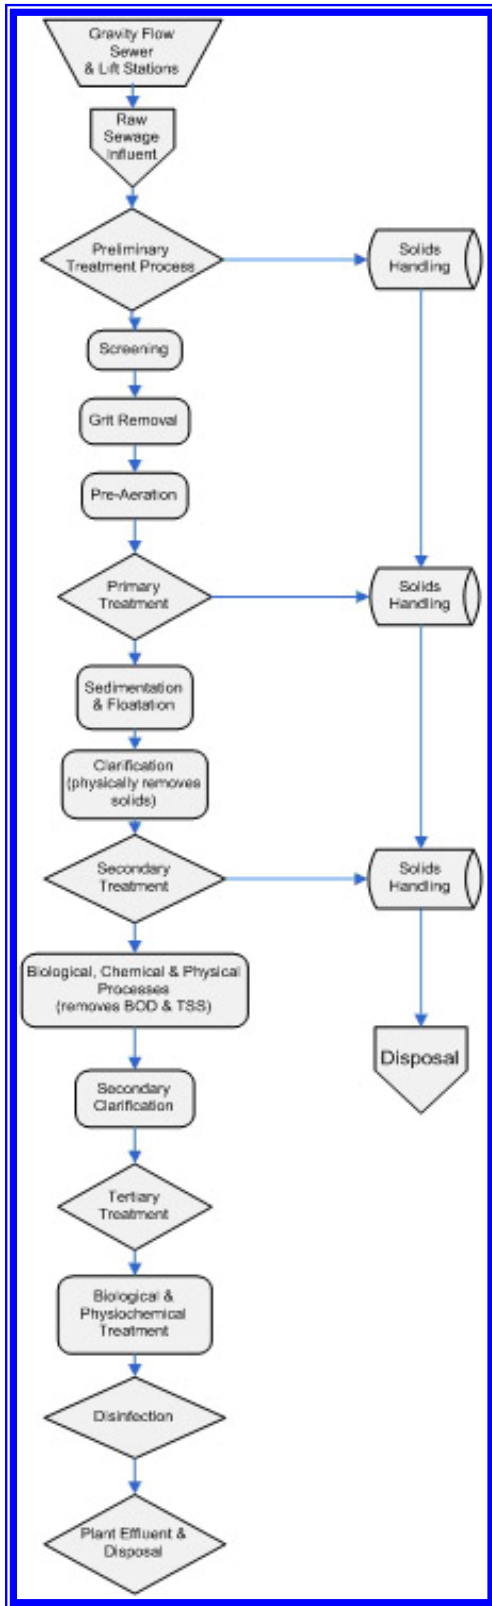 Gravity Flow
Sewer
& Lift Stations
Raw
Sewage
Influent
Preliminary
Treatment Process
Solids
Handling
Screening
Grit Removal
Pre-Aeration
Primary
Treatment
Solids
Handling
Sedimentation
& Floatation
Clarification
(physically removes
solids)
Secondary
Treatment
Solids
Handling
Biological, Chemical & Physical
Processes
(removes BOD & TSS)
Disposal
Secondary
Clarification
Tertiary
Treatment
Biological &
Physiochemical
Treatment
Disinfection
Plant Effluent &
Disposal